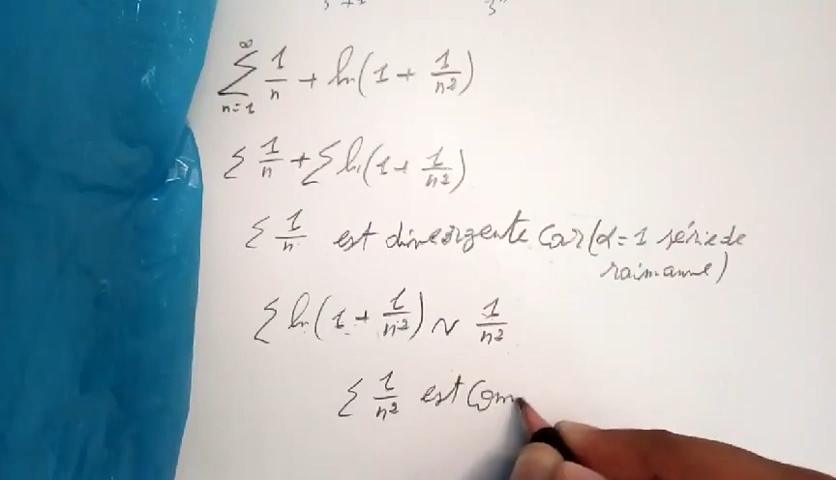 ∞
∑ 1/n + ln(1 + 1/n²)
n=1
∑ 1/n + ∑ ln(1 + 1/n²)
∑ 1/n est divergente car (α=1 série de
raimanne)
∑ ln(1 + 1/n²) ~ 1/n²
∑ 1/n² est Con